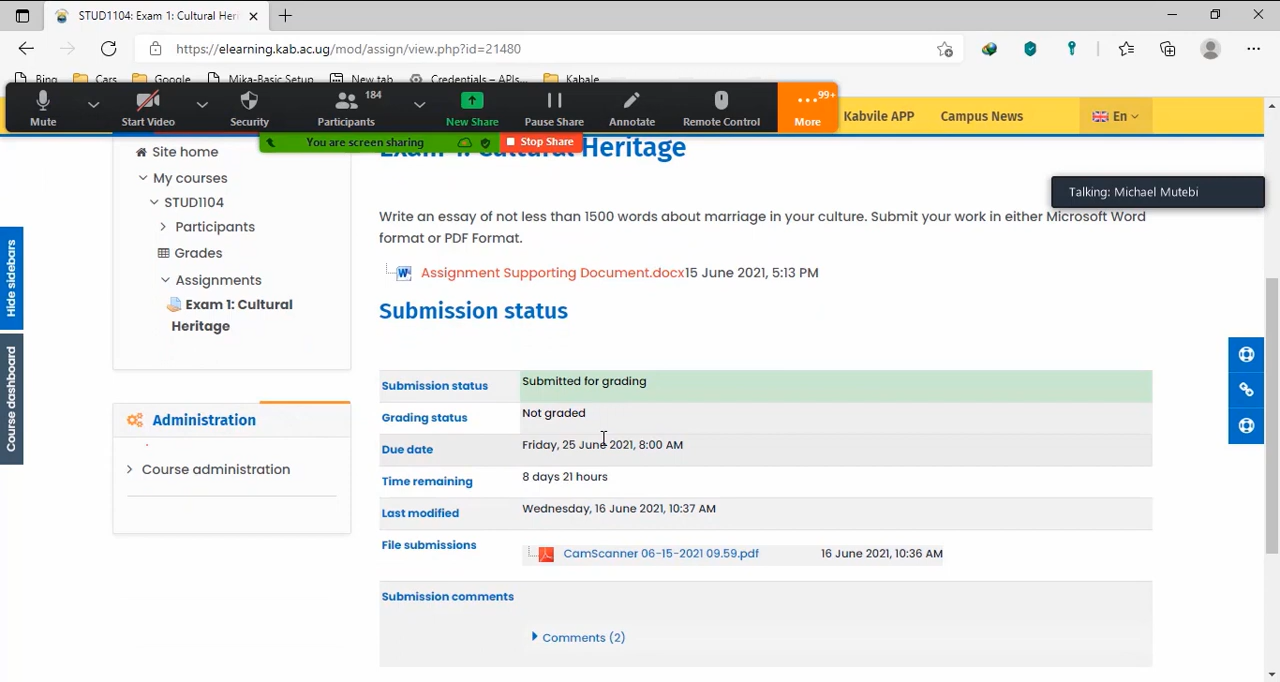 STUD1104: Exam 1: Cultural Her
https://elearning.kab.ac.ug/mod/assign/view.php?id=21480
Bing
Cars
Google
Mika-Basic Setup
New tab
Credentials – APIs...
Kabale
Mute
Start Video
Security
Participants
184
New Share
Pause Share
Annotate
Remote Control
More
99+
Kabvile APP
Campus News
En
You are screen sharing
Stop Share
Exam 1: Cultural Heritage
Talking: Michael Mutebi
Site home
My courses
STUD1104
Participants
Grades
Assignments
Exam 1: Cultural
Heritage
Hide sidebars
Course dashboard
Administration
Course administration
Write an essay of not less than 1500 words about marriage in your culture. Submit your work in either Microsoft Word
format or PDF Format.
Assignment Supporting Document.docx 15 June 2021, 5:13 PM
Submission status
Submission status Submitted for grading
Grading status Not graded
Due date Friday, 25 June 2021, 8:00 AM
Time remaining 8 days 21 hours
Last modified Wednesday, 16 June 2021, 10:37 AM
File submissions CamScanner 06-15-2021 09.59.pdf 16 June 2021, 10:36 AM
Submission comments
Comments (2)